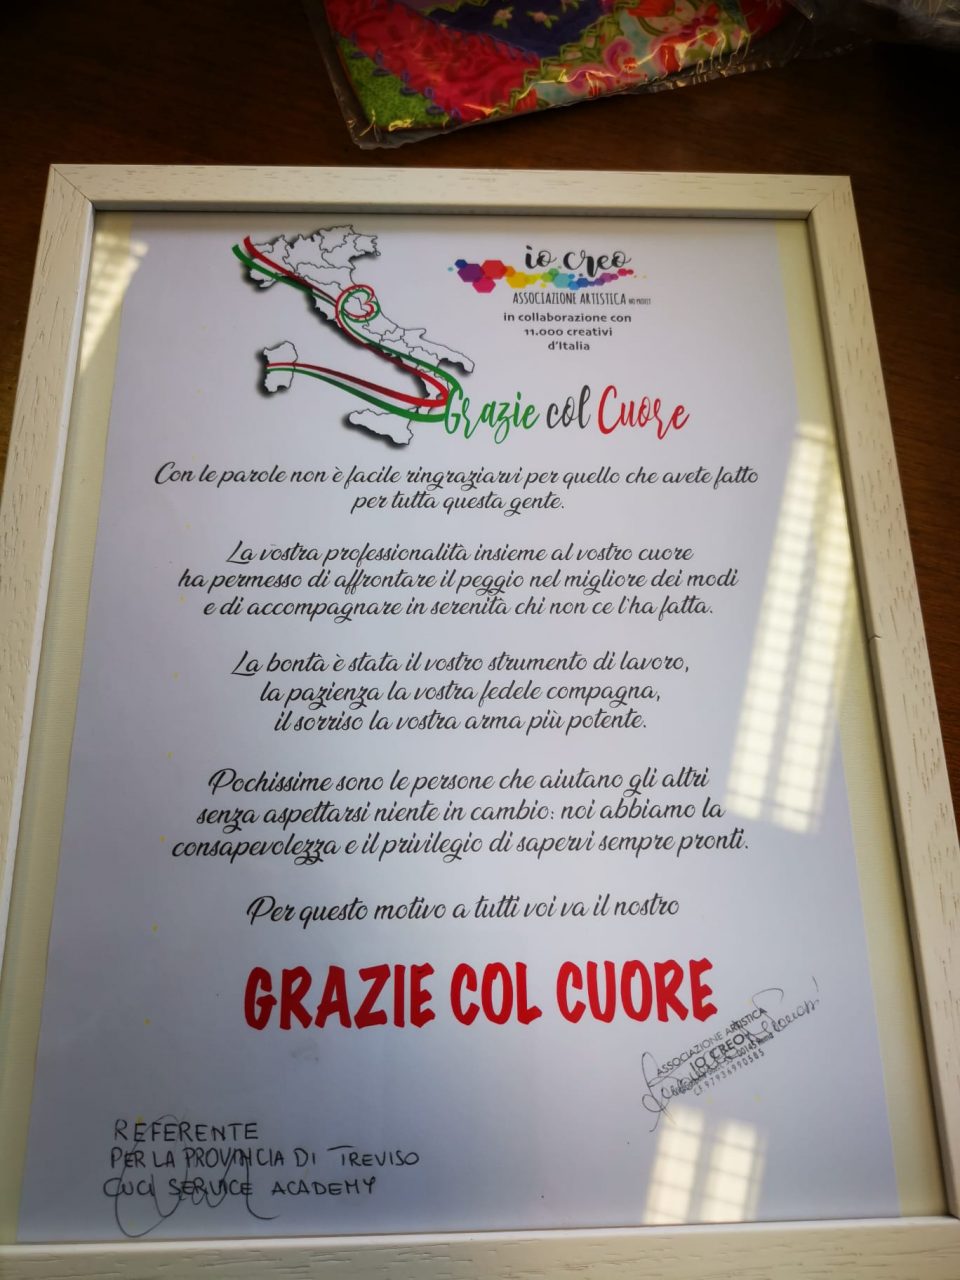 io creo
ASSOCIAZIONE ARTISTICA NO PROFIT
in collaborazione con
11.000 creativi
d'Italia
Grazie col Cuore
Con le parole non è facile ringraziarvi per quello che avete fatto
per tutta questa gente.
La vostra professionalità insieme al vostro cuore
ha permesso di affrontare il peggio nel migliore dei modi
e di accompagnare in serenità chi non ce l'ha fatta.
La bontà è stata il vostro strumento di lavoro,
la pazienza la vostra fedele compagna,
il sorriso la vostra arma più potente.
Pochissime sono le persone che aiutano gli altri
senza aspettarsi niente in cambio: noi abbiamo la
consapevolezza e il privilegio di sapervi sempre pronti.
Per questo motivo a tutti voi va il nostro
GRAZIE COL CUORE
ASSOCIAZIONE ARTISTICA
IO CREO
00145 Roma
C.F. 97936990585
REFERENTE
PER LA PROVINCIA DI TREVISO
CUCI SERVICE ACADEMY